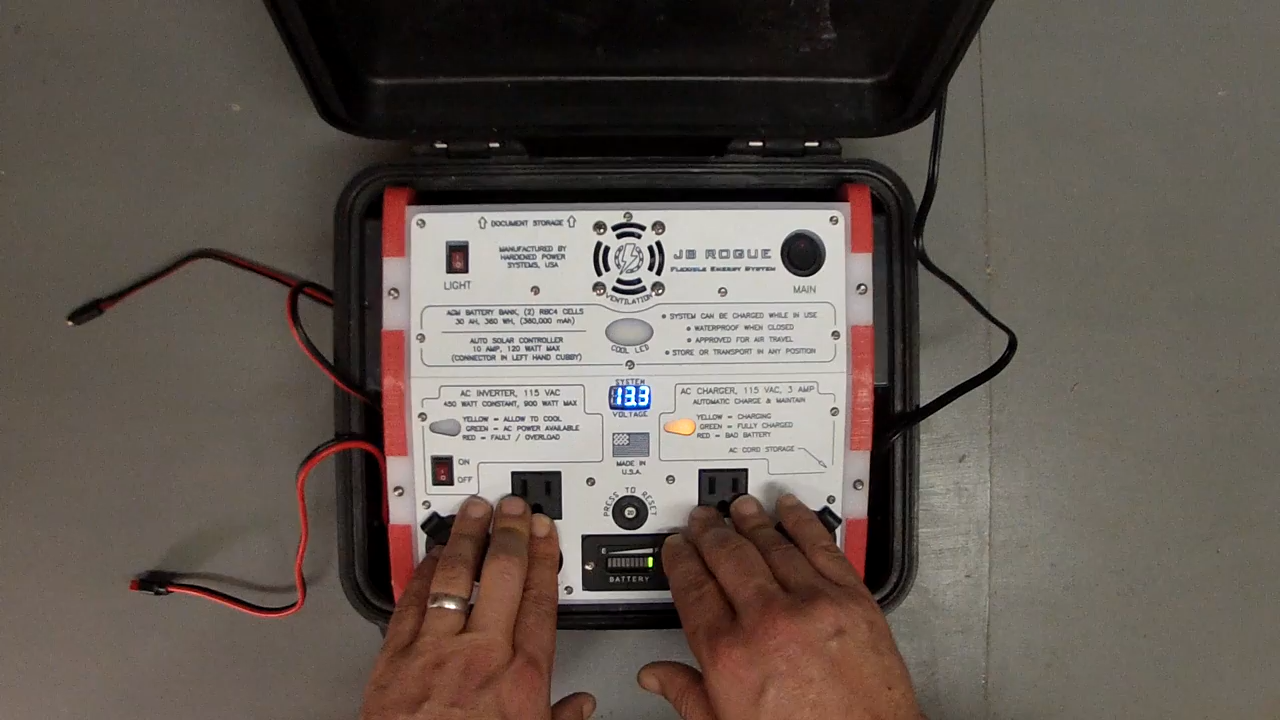 DOCUMENT STORAGE
LIGHT
MANUFACTURED BY
HARDENED POWER
SYSTEMS, USA
VENTILATION
JB ROGUE
FLEXIBLE ENERGY SYSTEM
MAIN
AGM BATTERY BANK, (2) RBC4 CELLS
30 AH, 360 WH, (360,000 mAh)
AUTO SOLAR CONTROLLER
10 AMP, 120 WATT MAX
(CONNECTOR IN LEFT HAND CUBBY)
COOL LED
• SYSTEM CAN BE CHARGED WHILE IN USE
• WATERPROOF WHEN CLOSED
• APPROVED FOR AIR TRAVEL
• STORE OR TRANSPORT IN ANY POSITION
AC INVERTER, 115 VAC
450 WATT CONSTANT, 900 WATT MAX
YELLOW = ALLOW TO COOL
GREEN = AC POWER AVAILABLE
RED = FAULT / OVERLOAD
ON
OFF
SYSTEM
13.3
VOLTAGE
MADE IN
U.S.A.
AC CHARGER, 115 VAC, 3 AMP
AUTOMATIC CHARGE & MAINTAIN
YELLOW = CHARGING
GREEN = FULLY CHARGED
RED = BAD BATTERY
AC CORD STORAGE
PRESS TO RESET
E
BATTERY